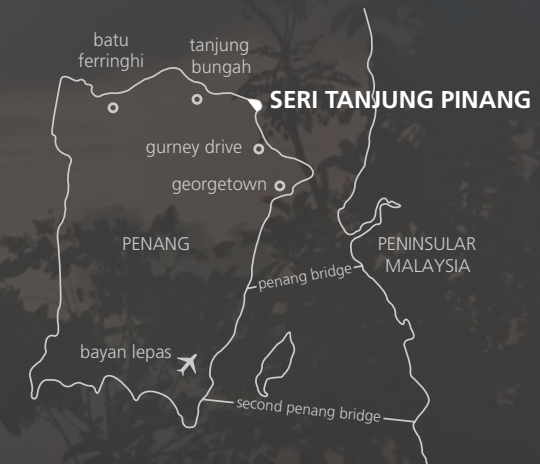 batu
ferringhi
tanjung
bungah
SERI TANJUNG PINANG
gurney drive
georgetown
PENANG
PENINSULAR
MALAYSIA
penang bridge
bayan lepas
second penang bridge